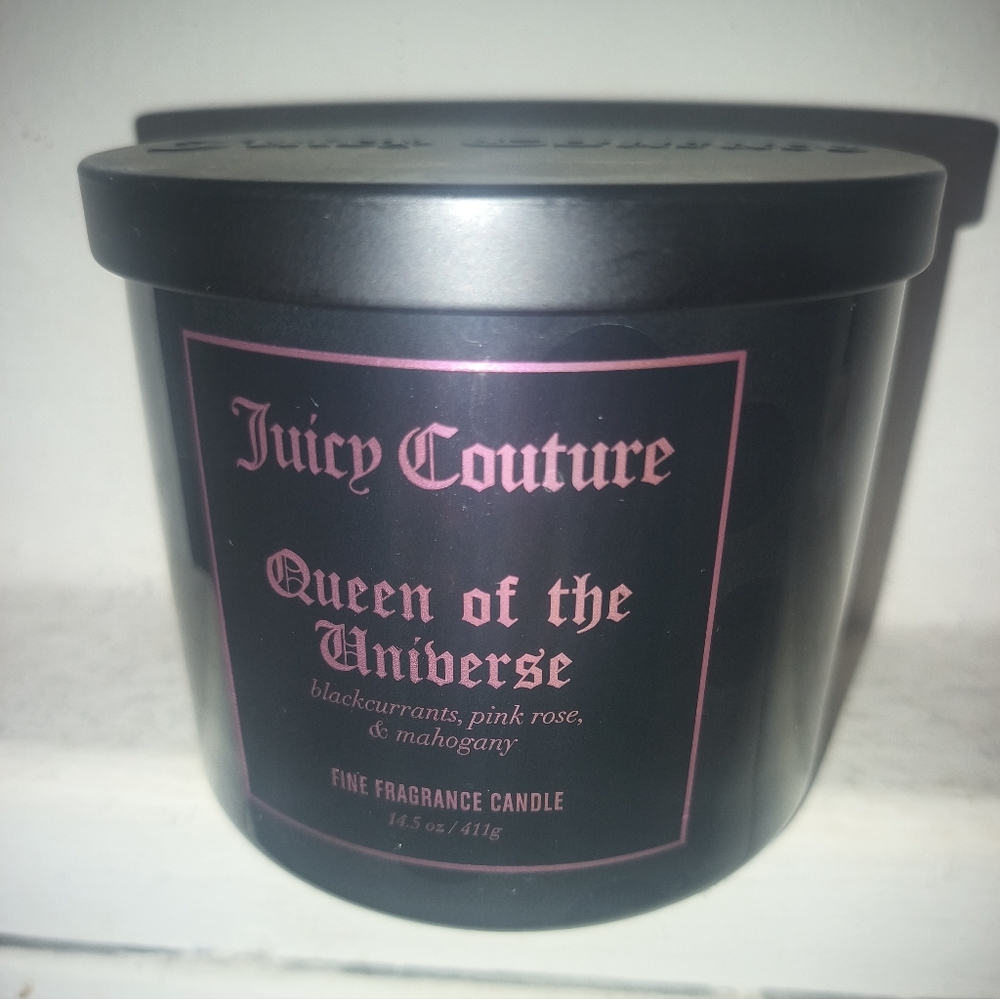 Juicy Couture
Queen of the
Universe
blackcurrants, pink rose,
& mahogany
FINE FRAGRANCE CANDLE
14.5 oz / 411g